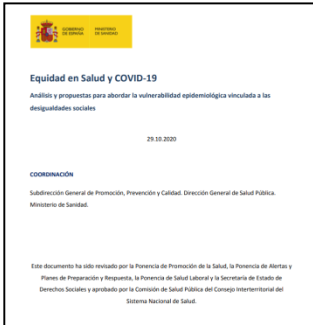 GOBIERNO MINISTERIO
DE ESPAÑA DE SANIDAD
Equidad en Salud y COVID-19
Análisis y propuestas para abordar la vulnerabilidad epidemiológica vinculada a las
desigualdades sociales
29.10.2020
COORDINACIÓN
Subdirección General de Promoción, Prevención y Calidad. Dirección General de Salud Pública.
Ministerio de Sanidad.
Este documento ha sido revisado por la Ponencia de Promoción de la Salud, la Ponencia de Alertas y
Planes de Preparación y Respuesta, la Ponencia de Salud Laboral y la Secretaría de Estado de
Derechos Sociales y aprobado por la Comisión de Salud Pública del Consejo Interterritorial del
Sistema Nacional de Salud.